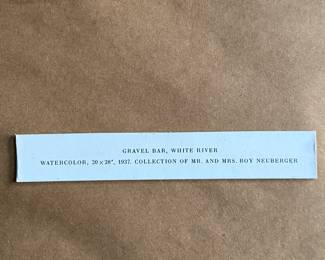 GRAVEL BAR, WHITE RIVER
WATERCOLOR, 20 × 28", 1937. COLLECTION OF MR. AND MRS. ROY NEUBERGER